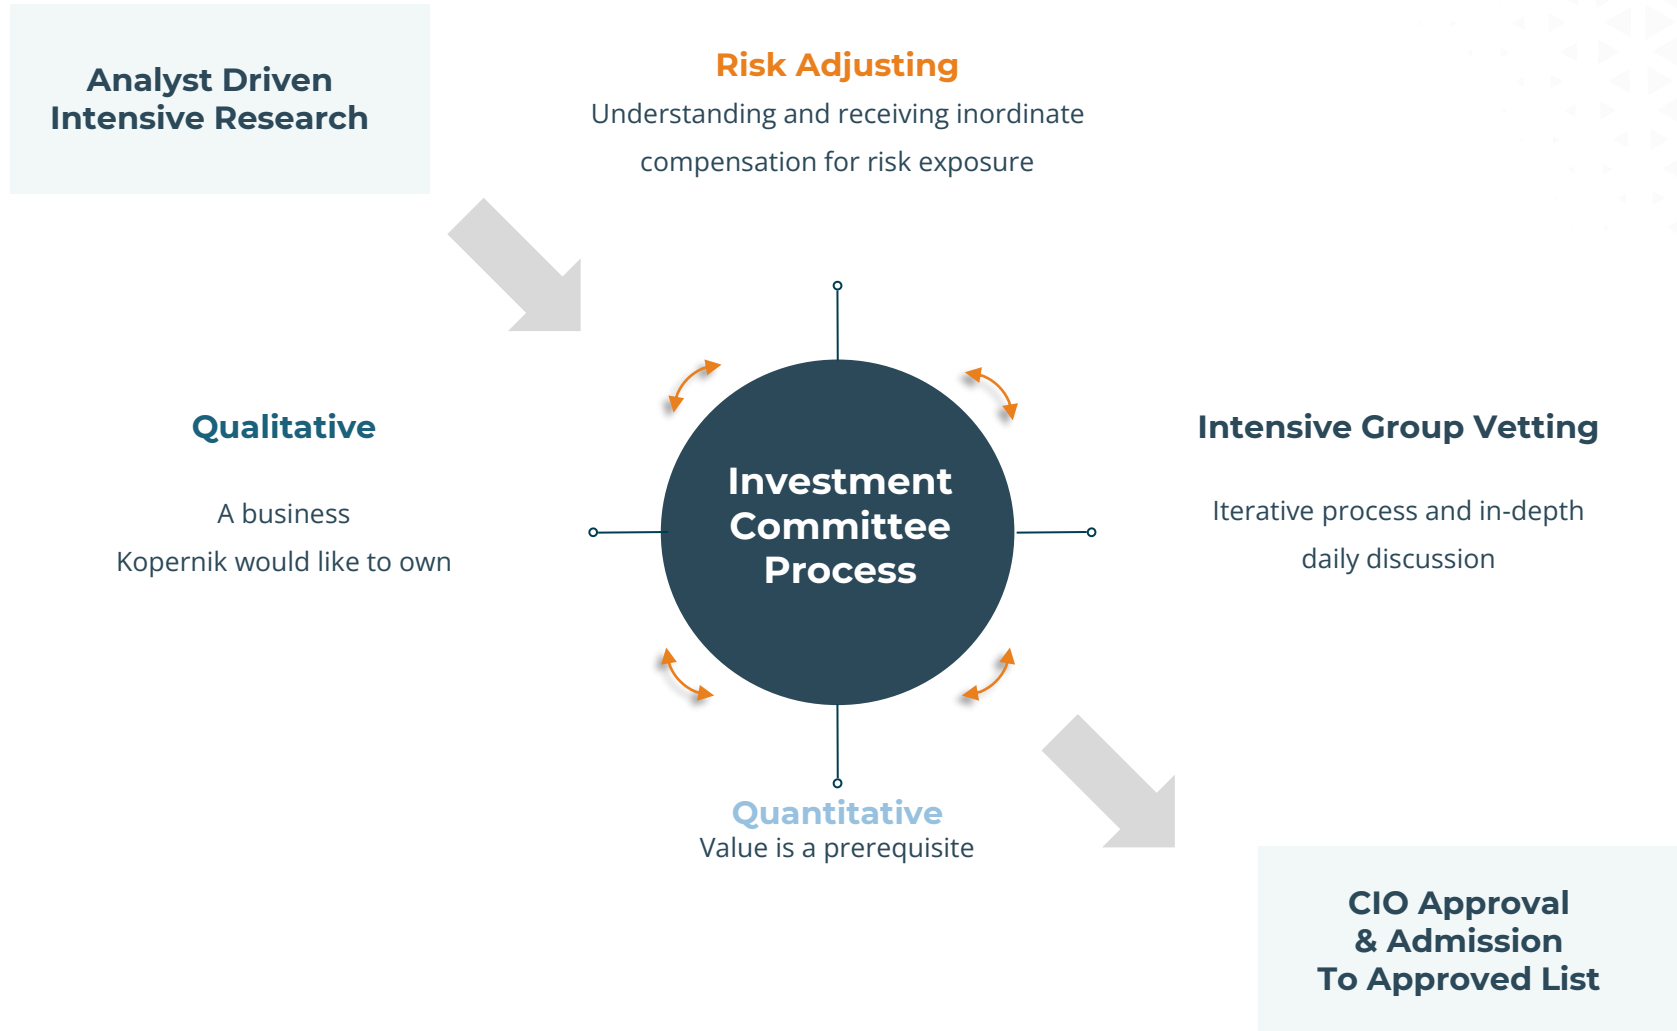 Analyst Driven
Intensive Research
Risk Adjusting
Understanding and receiving inordinate
compensation for risk exposure
Qualitative
A business
Kopernik would like to own
Investment
Committee
Process
Intensive Group Vetting
Iterative process and in-depth
daily discussion
Quantitative
Value is a prerequisite
CIO Approval
& Admission
To Approved List